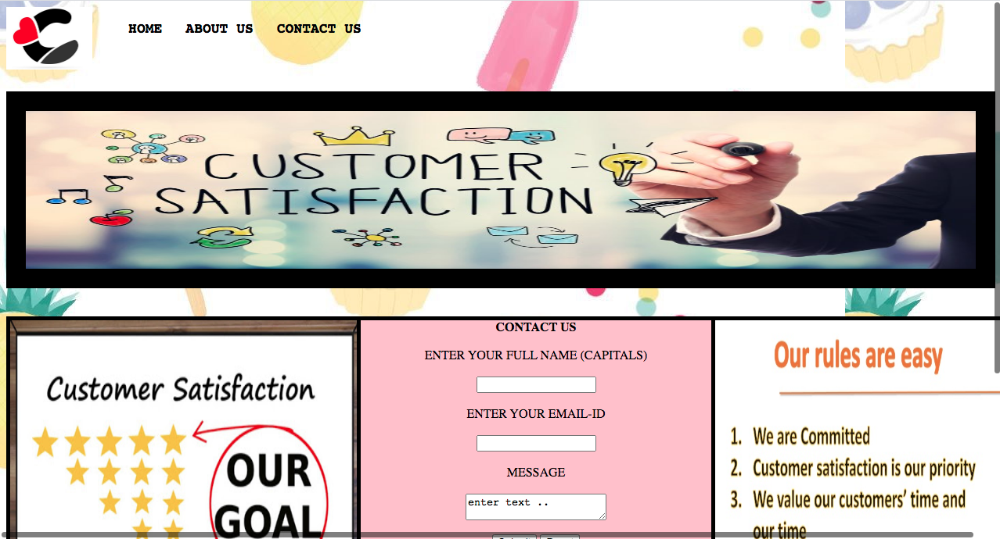 HOME ABOUT US CONTACT US
CUSTOMER
SATISFACTION
CONTACT US
ENTER YOUR FULL NAME (CAPITALS)
ENTER YOUR EMAIL-ID
MESSAGE
enter text ..
Customer Satisfaction
OUR
GOAL
Our rules are easy
1. We are Committed
2. Customer satisfaction is our priority
3. We value our customers' time and
our time